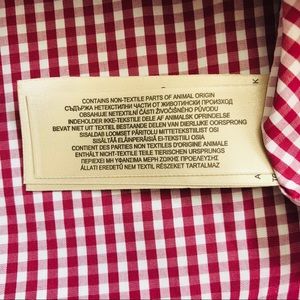 CONTAINS NON-TEXTILE PARTS OF ANIMAL ORIGIN
СЪДЪРЖА НЕТЕКСТИЛНИ ЧАСТИ ОТ ЖИВОТИНСКИ ПРОИЗХОД
OBSAHUJE NETEXTILNÍ ČÁSTI ŽIVOČIŠNÉHO PŮVODU
INDEHOLDER IKKE-TEKSTILE DELE AF ANIMALSK OPRINDELSE
BEVAT NIET UIT TEXTIEL BESTAANDE DELEN VAN DIERLIJKE OORSPRONG
SISALDAB LOOMSET PÄRITOLU MITTETEKSTIILSEID OSI
SISÄLTÄÄ ELÄINPERÄISIÄ EI-TEKSTIILIOSIA
CONTIENT DES PARTIES NON TEXTILES D'ORIGINE ANIMALE
ENTHÄLT NICHT-TEXTILE TEILE TIERISCHEN URSPRUNGS
ΠΕΡΙΕΧΕΙ ΜΗ ΥΦΑΝΣΙΜΑ ΜΕΡΗ ΖΩΙΚΗΣ ΠΡΟΕΛΕΥΣΗΣ
ÁLLATI EREDETŰ NEM TEXTIL RÉSZEKET TARTALMAZ